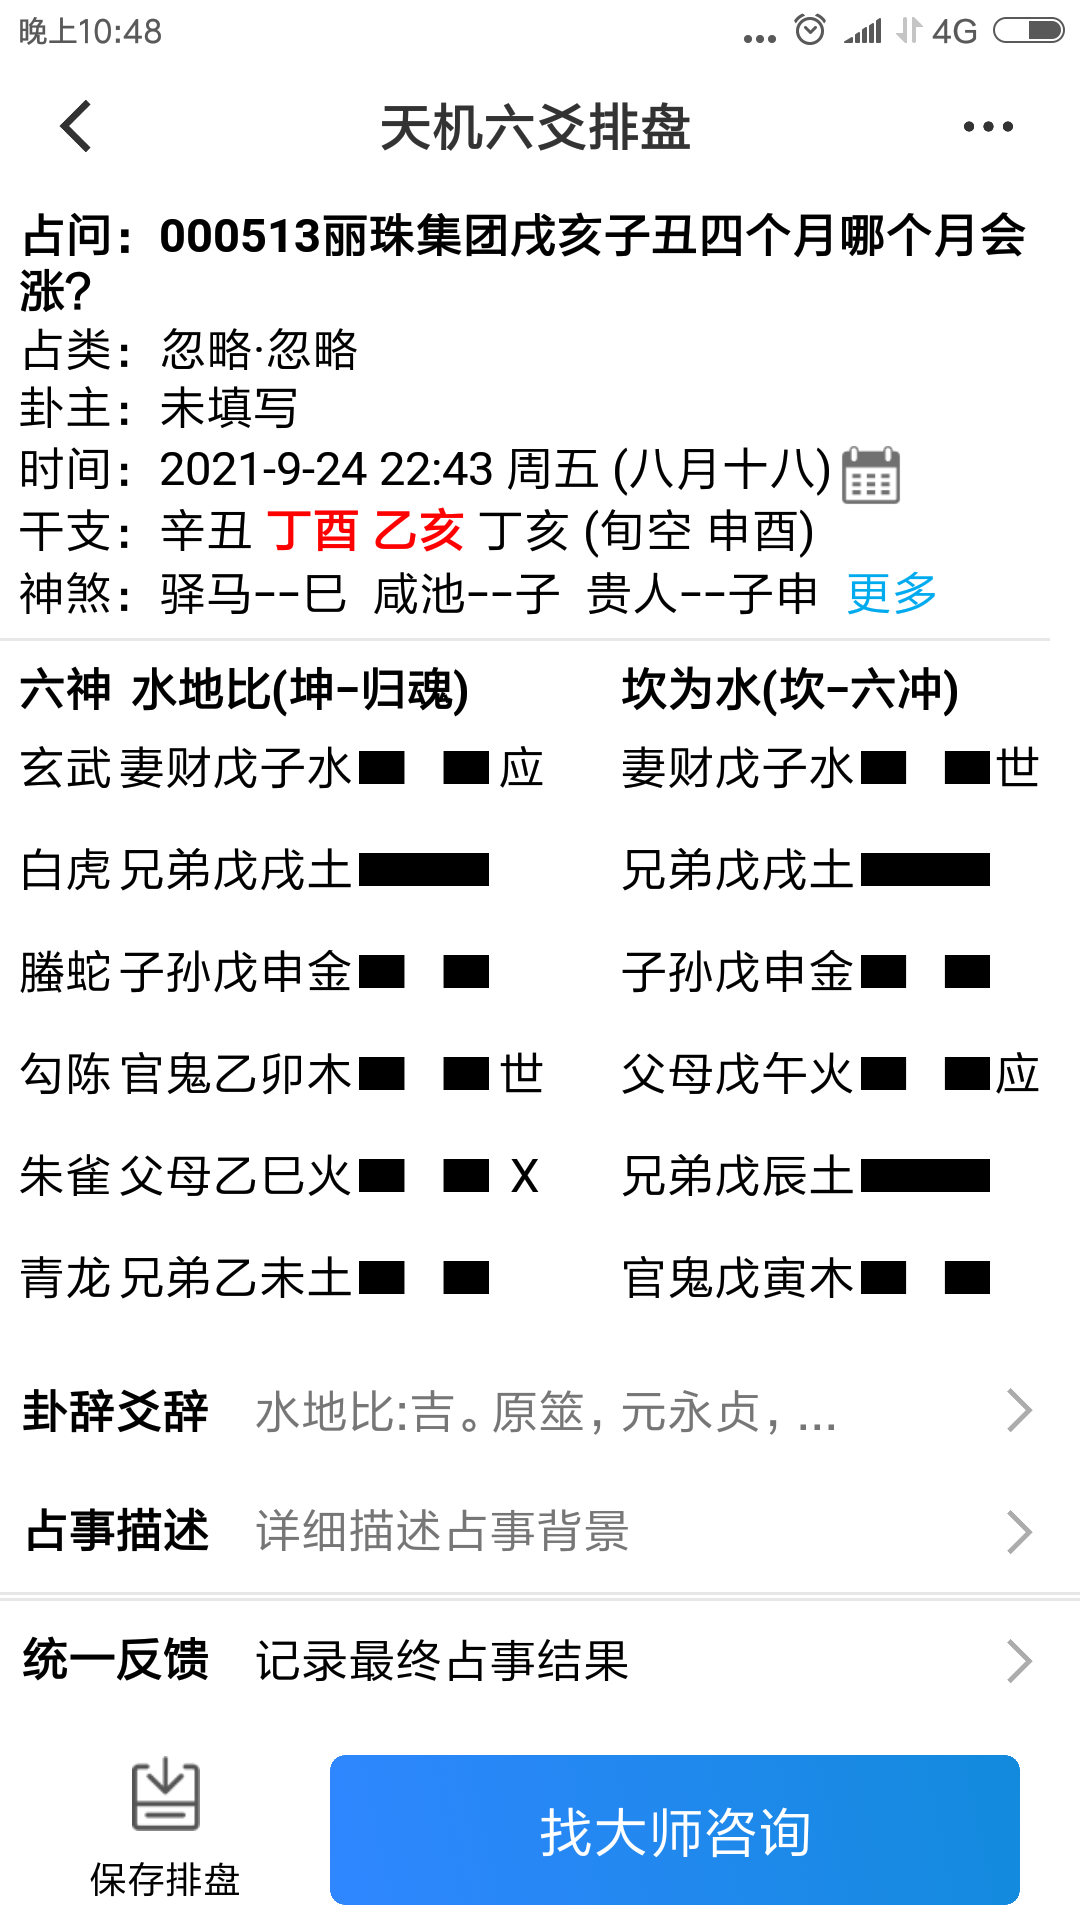 晚上10:48
4G
天机六爻排盘
占问：000513丽珠集团戌亥子丑四个月哪个月会
涨？
占类：忽略·忽略
卦主：未填写
时间：2021-9-24 22:43 周五 (八月十八)
干支：辛丑 丁酉 乙亥 丁亥 (旬空 申酉)
神煞：驿马--巳 咸池--子 贵人--子申 更多
六神 水地比(坤-归魂) 坎为水(坎-六冲)
玄武 妻财戊子水 应 妻财戊子水 世
白虎 兄弟戊戌土 兄弟戊戌土
螣蛇 子孙戊申金 子孙戊申金
勾陈 官鬼乙卯木 世 父母戊午火 应
朱雀 父母乙巳火 X 兄弟戊辰土
青龙 兄弟乙未土 官鬼戊寅木
卦辞爻辞 水地比:吉。原筮，元永贞，...
占事描述 详细描述占事背景
统一反馈 记录最终占事结果
保存排盘
找大师咨询